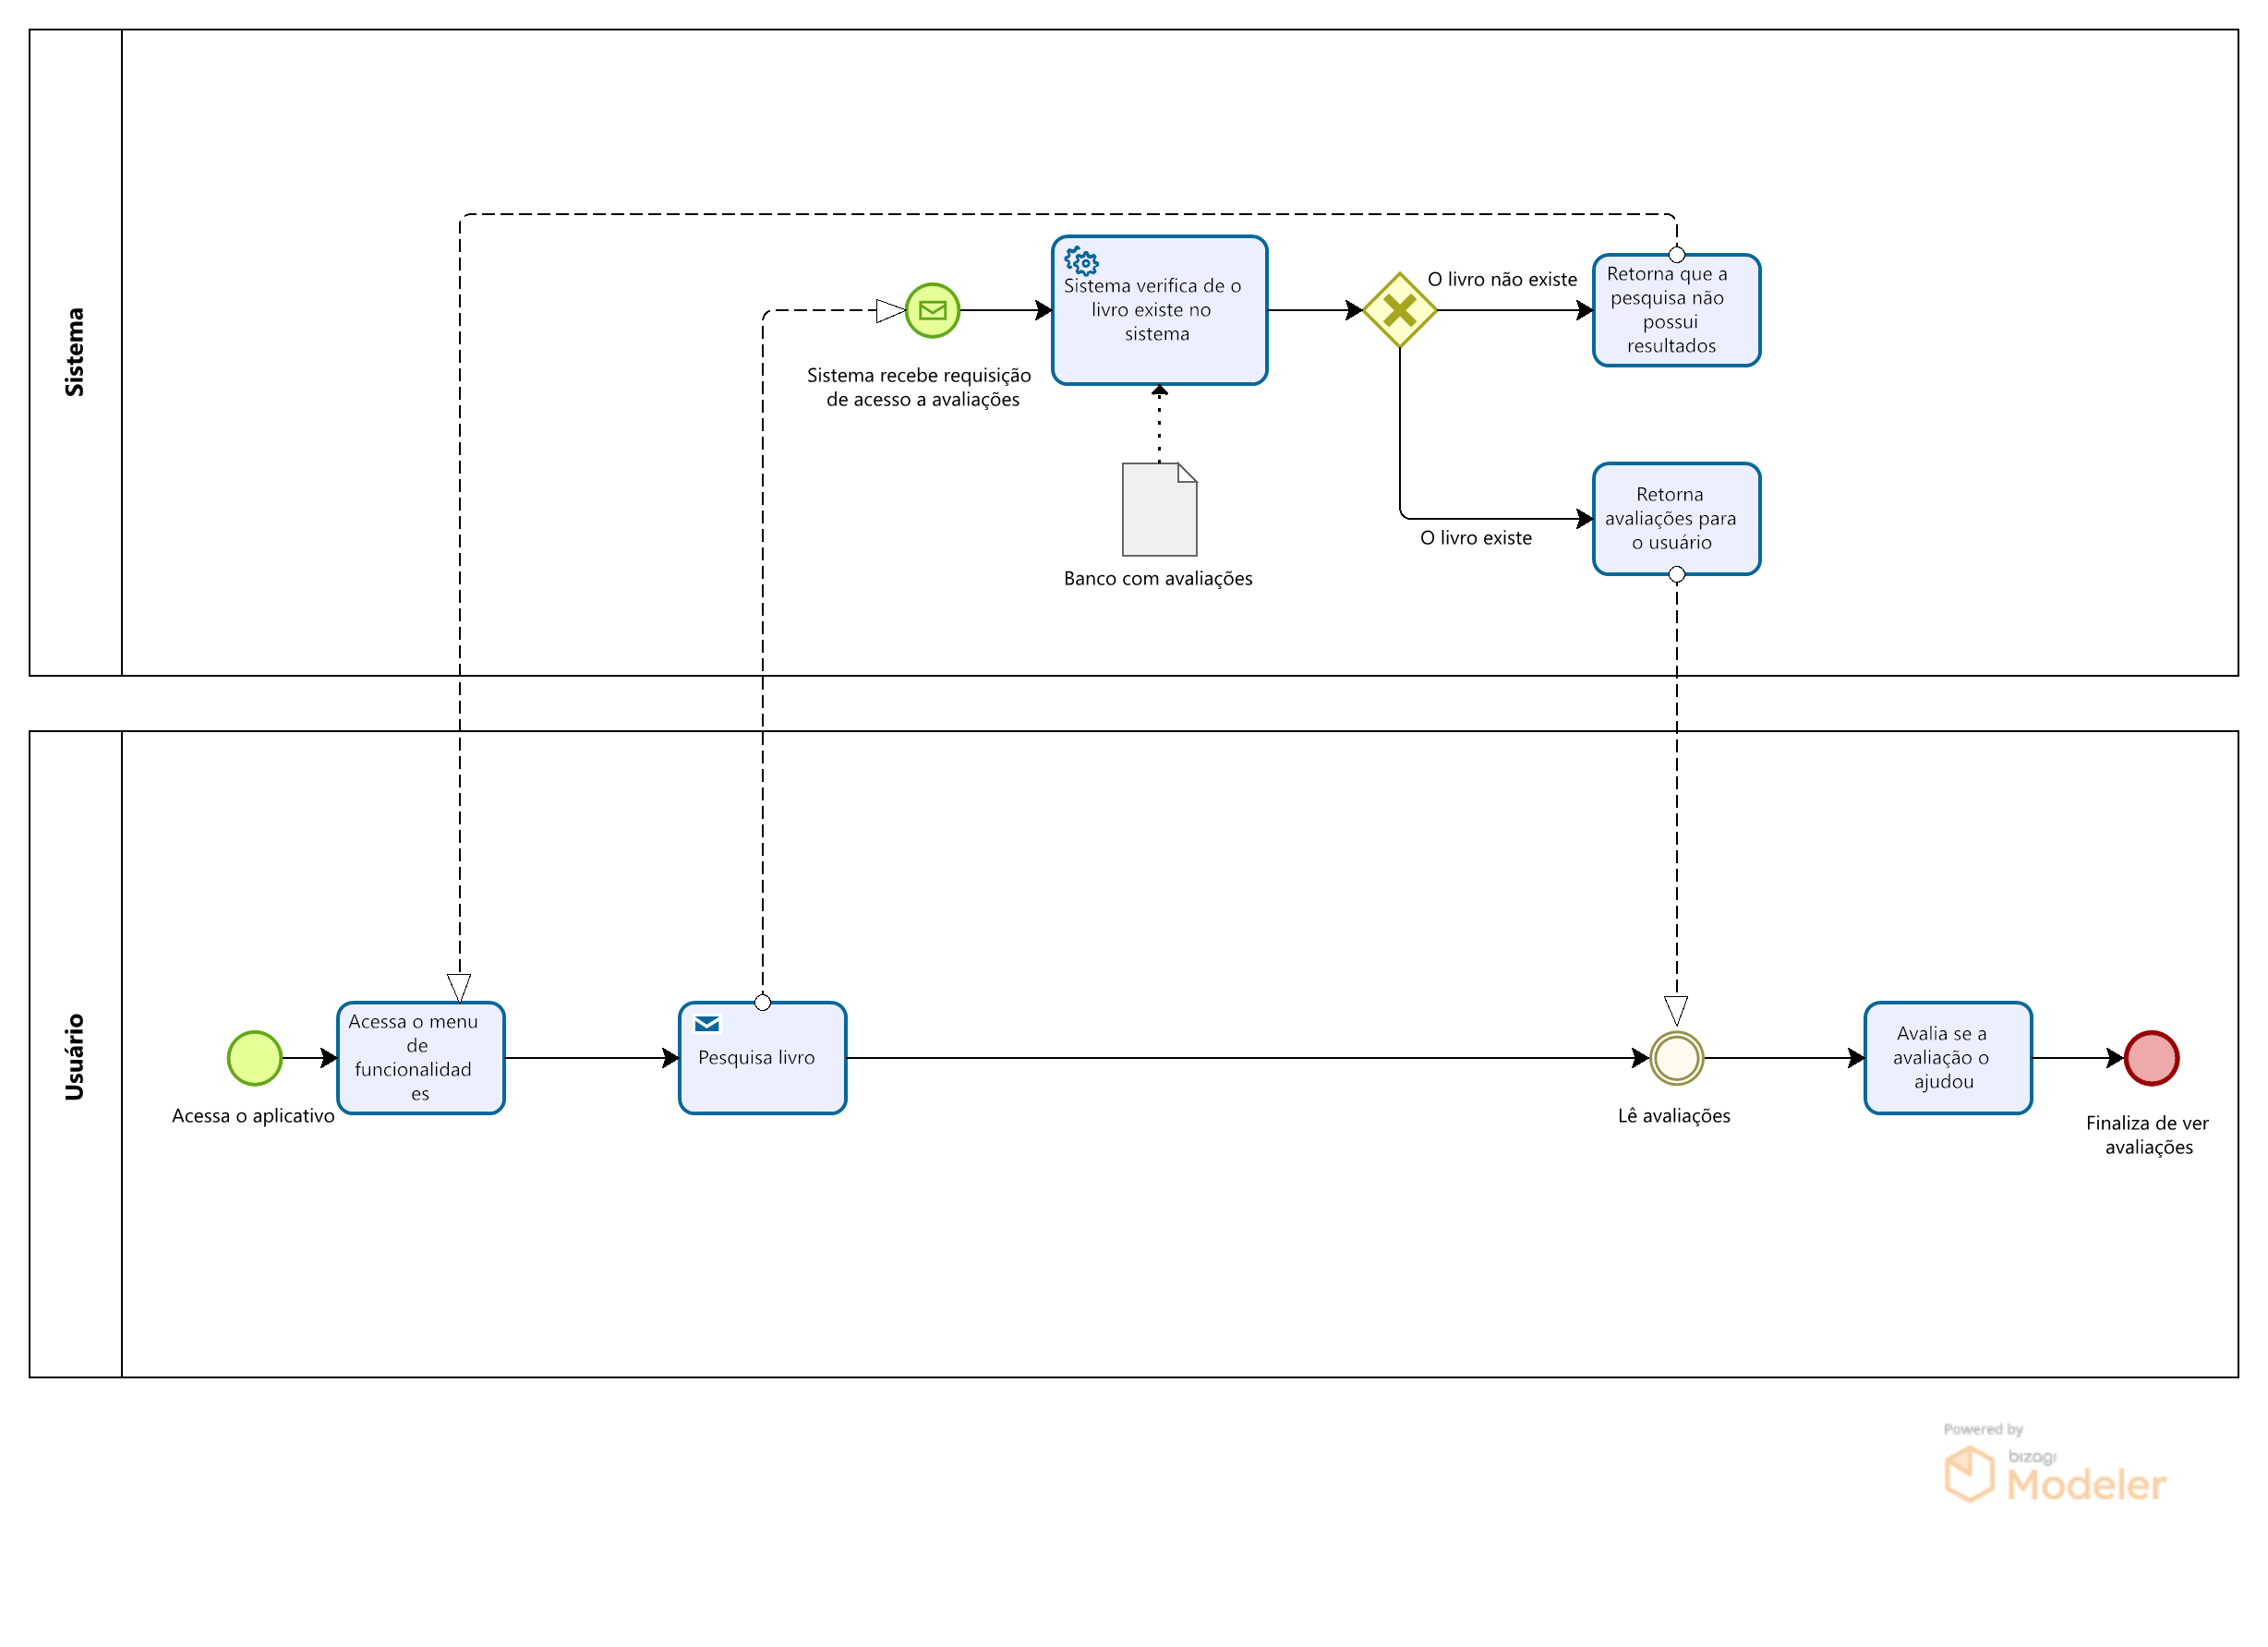 Sistema
Sistema recebe requisição
de acesso a avaliações
Sistema verifica de o
livro existe no
sistema
Banco com avaliações
O livro não existe
O livro existe
Retorna que a
pesquisa não
possui
resultados
Retorna
avaliações para
o usuário
Usuário
Acessa o aplicativo
Acessa o menu
de
funcionalidad
es
Pesquisa livro
Lê avaliações
Avalia se a
avaliação o
ajudou
Finaliza de ver
avaliações
Powered by
bizagi
Modeler